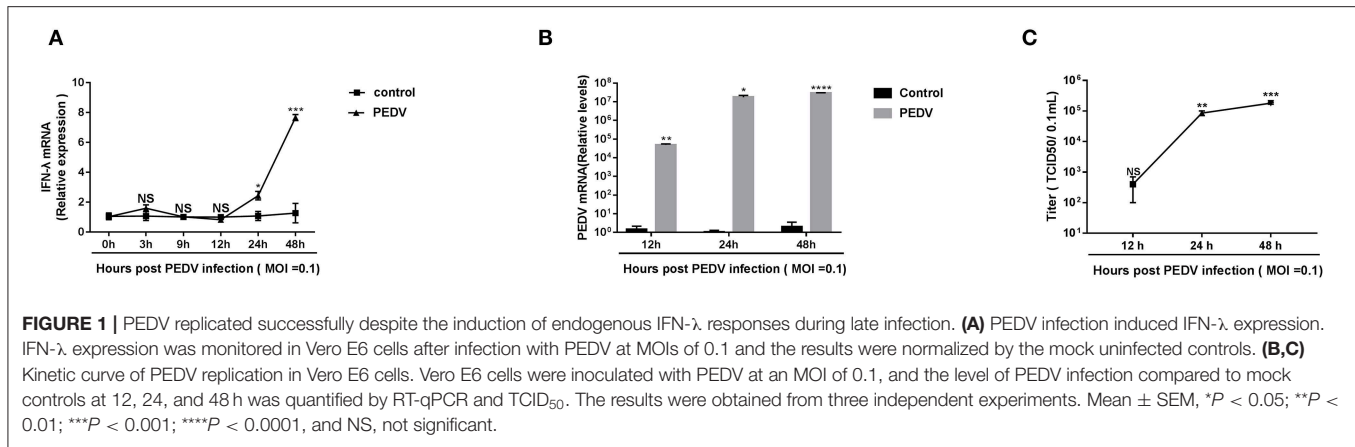 A
IFN-λ mRNA
(Relative expression )
10
8
6
4
2
0
NS
NS
NS
*
***
control
PEDV
0h 3h 9h 12h 24h 48h
Hours post PEDV infection ( MOI =0.1)
B
PEDV mRNA(Relative levels)
10⁸
10⁷
10⁶
10⁵
10⁴
10³
10²
10¹
10⁰
**
*
****
Control
PEDV
12h 24h 48h
Hours post PEDV infection ( MOI =0.1)
C
Titer ( TCID50/ 0.1mL)
10⁶
10⁵
10⁴
10³
10²
10¹
NS
**
***
12 h 24 h 48 h
Hours post PEDV infection (MOI =0.1)
FIGURE 1 | PEDV replicated successfully despite the induction of endogenous IFN-λ responses during late infection. (A) PEDV infection induced IFN-λ expression.
IFN-λ expression was monitored in Vero E6 cells after infection with PEDV at MOIs of 0.1 and the results were normalized by the mock uninfected controls. (B,C)
Kinetic curve of PEDV replication in Vero E6 cells. Vero E6 cells were inoculated with PEDV at an MOI of 0.1, and the level of PEDV infection compared to mock
controls at 12, 24, and 48 h was quantified by RT-qPCR and TCID₅₀. The results were obtained from three independent experiments. Mean ± SEM, *P < 0.05; **P <
0.01; ***P < 0.001; ****P < 0.0001, and NS, not significant.